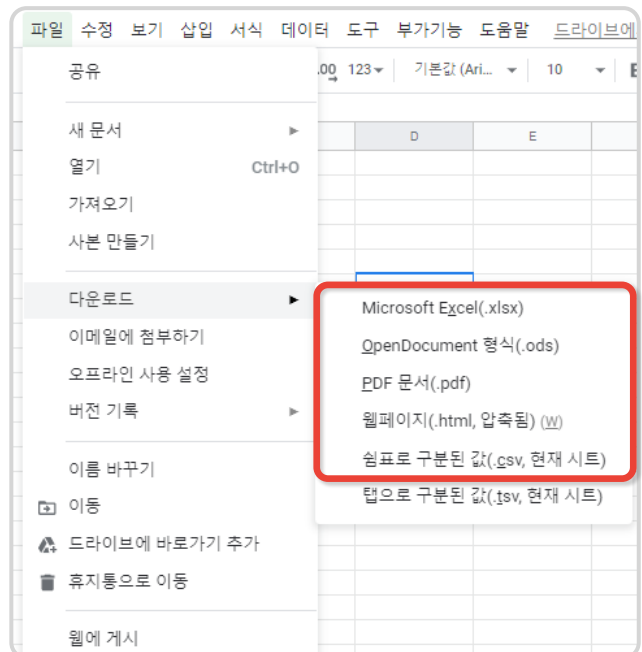 파일 수정 보기 삽입 서식 데이터 도구 부가기능 도움말 드라이브에
공유
.00 123 기본값 (Ari... 10
D E
새 문서
열기 Ctrl+O
가져오기
사본 만들기
다운로드
Microsoft Excel(.xlsx)
OpenDocument 형식(.ods)
PDF 문서(.pdf)
웹페이지(.html, 압축됨) (W)
쉼표로 구분된 값(.csv, 현재 시트)
탭으로 구분된 값(.tsv, 현재 시트)
이메일에 첨부하기
오프라인 사용 설정
버전 기록
이름 바꾸기
이동
드라이브에 바로가기 추가
휴지통으로 이동
웹에 게시